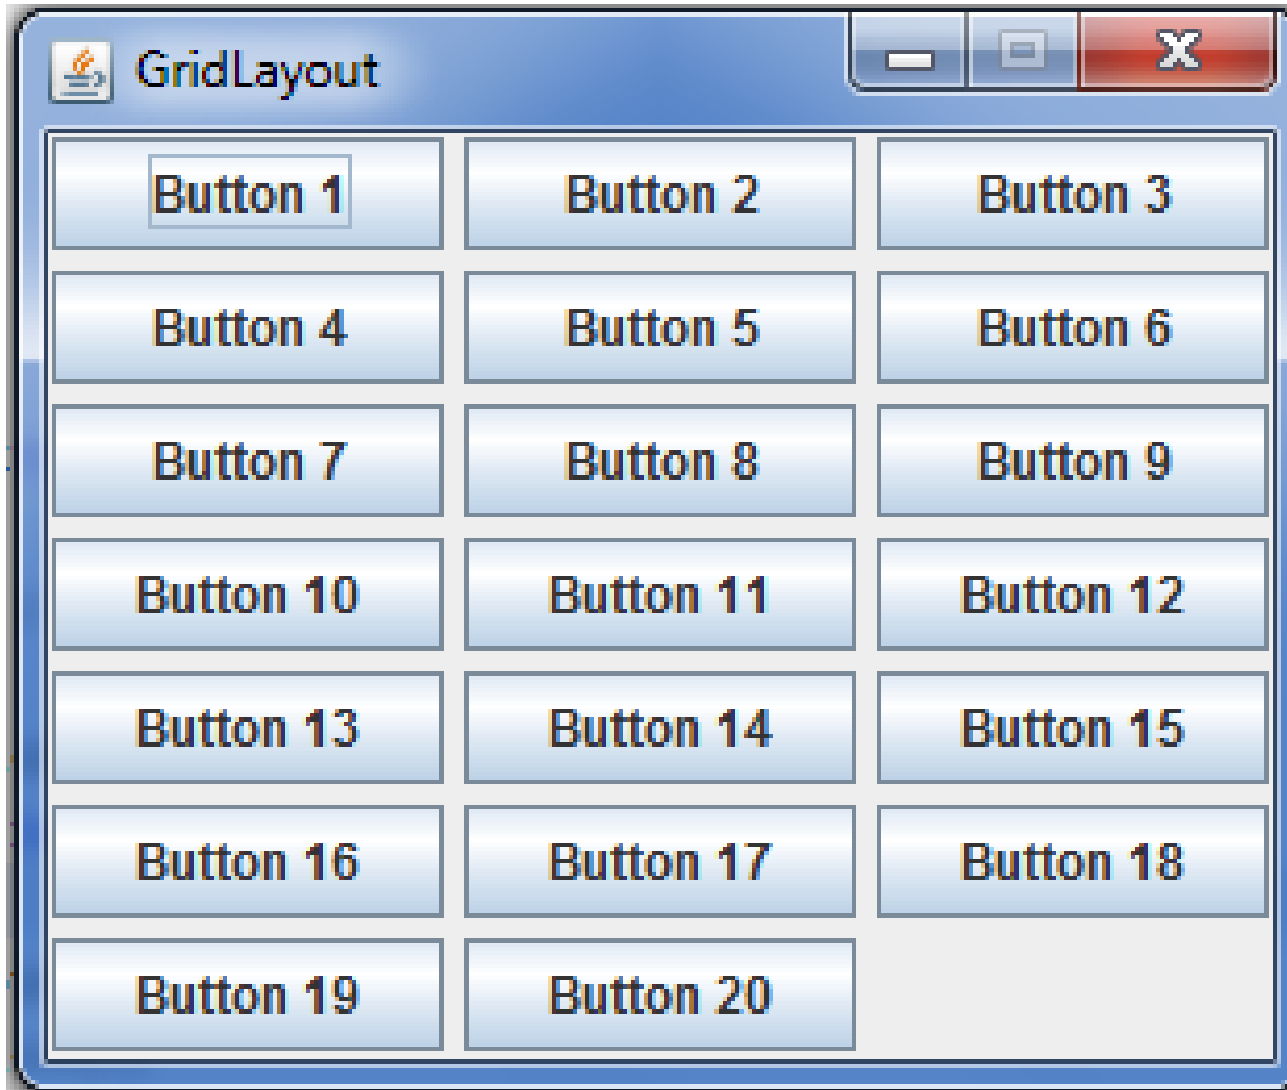 GridLayout
Button 1 Button 2 Button 3
Button 4 Button 5 Button 6
Button 7 Button 8 Button 9
Button 10 Button 11 Button 12
Button 13 Button 14 Button 15
Button 16 Button 17 Button 18
Button 19 Button 20